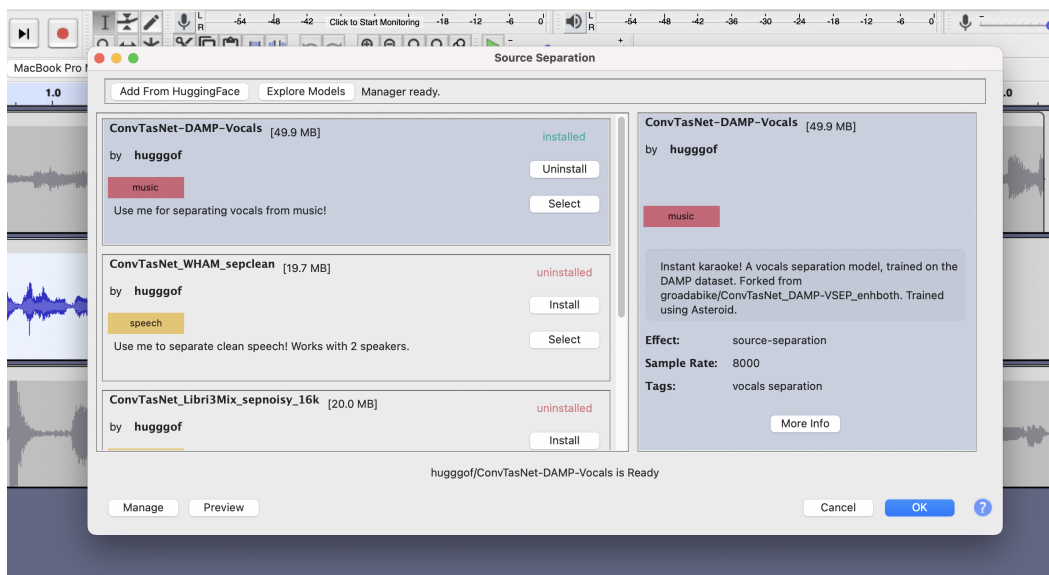 L
R
-54 -48 -42 Click to Start Monitoring -18 -12 -6 0
L
R
-54 -48 -42 -36 -30 -24 -18 -12 -6 0
MacBook Pro
1.0
.0
Source Separation
Add From HuggingFace
Explore Models
Manager ready.
ConvTasNet-DAMP-Vocals [49.9 MB]
installed
by hugggof
Uninstall
music
Select
Use me for separating vocals from music!
ConvTasNet_WHAM_sepclean [19.7 MB]
uninstalled
by hugggof
Install
speech
Select
Use me to separate clean speech! Works with 2 speakers.
ConvTasNet_Libri3Mix_sepnoisy_16k [20.0 MB]
uninstalled
by hugggof
Install
ConvTasNet-DAMP-Vocals [49.9 MB]
by hugggof
music
Instant karaoke! A vocals separation model, trained on the
DAMP dataset. Forked from
groadabike/ConvTasNet_DAMP-VSEP_enhboth. Trained
using Asteroid.
Effect: source-separation
Sample Rate: 8000
Tags: vocals separation
More Info
hugggof/ConvTasNet-DAMP-Vocals is Ready
Manage
Preview
Cancel
OK
?